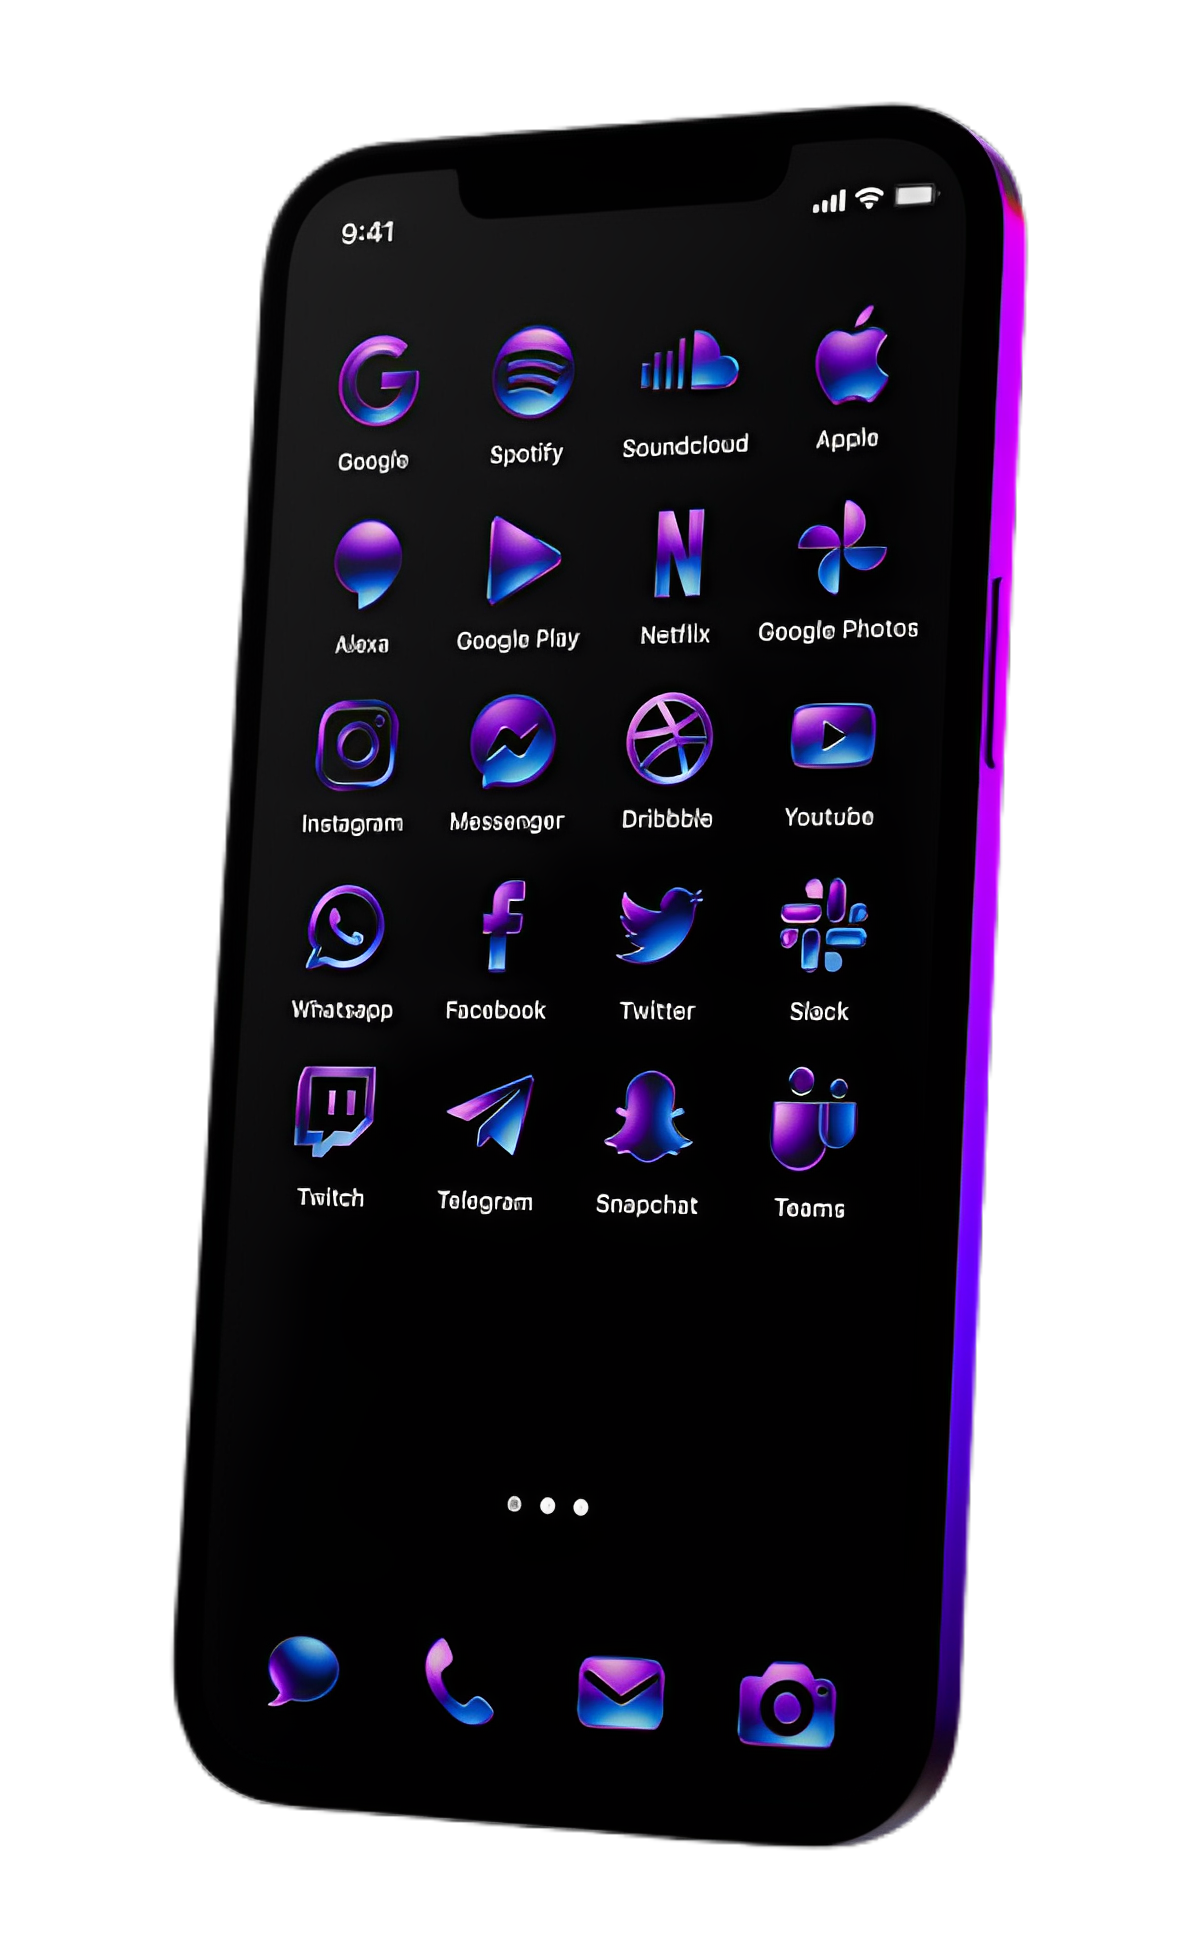 9:41
Google Spotify Soundcloud Apple
Alexa Google Play Netflix Google Photos
Instagram Messenger Dribbble Youtube
Whatsapp Facebook Twitter Slack
Twitch Telegram Snapchat Teams